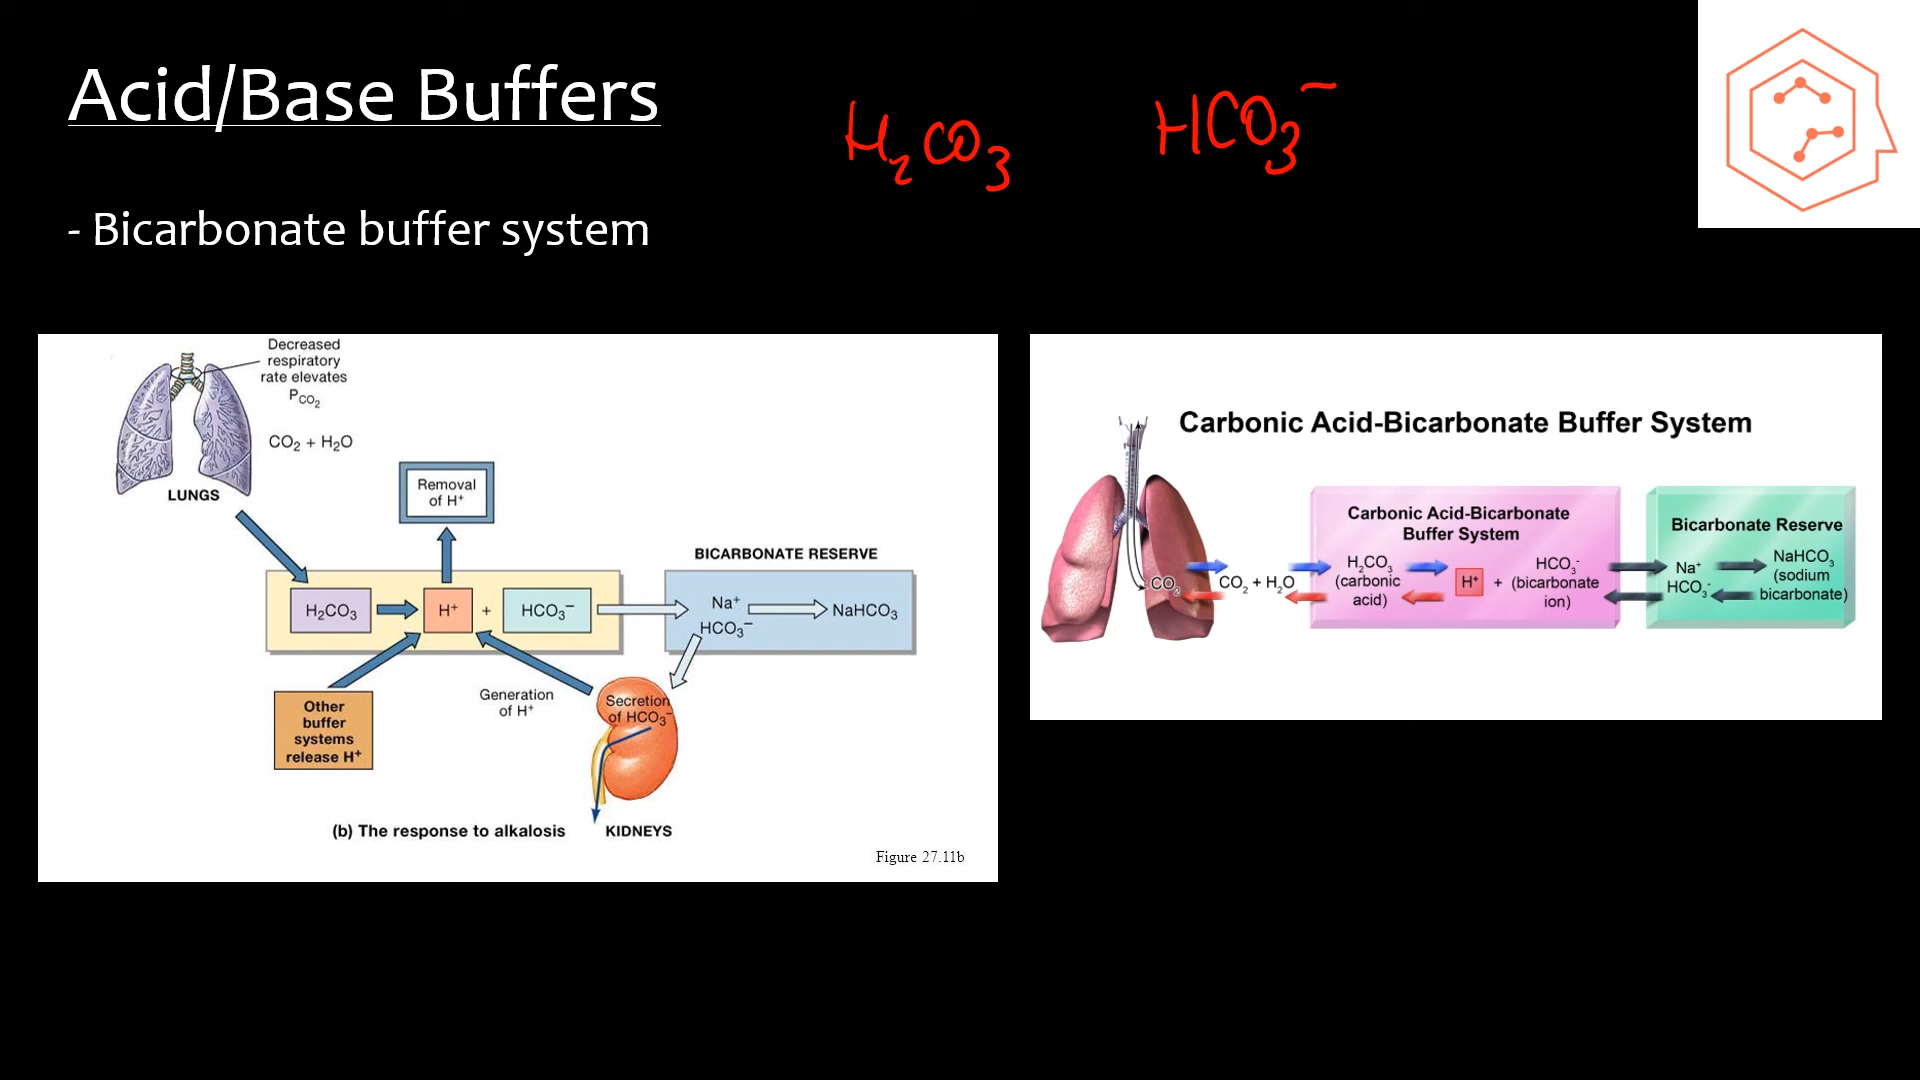 Acid/Base Buffers
H₂CO₃
HCO₃⁻
- Bicarbonate buffer system
Decreased
respiratory
rate elevates
PCO₂
CO₂ + H₂O
LUNGS
Removal
of H⁺
BICARBONATE RESERVE
H₂CO₃
H⁺
+
HCO₃⁻
Na⁺
HCO₃⁻
NaHCO₃
Other
buffer
systems
release H⁺
Generation
of H⁺
Secretion
of HCO₃⁻
(b) The response to alkalosis
KIDNEYS
Figure 27.11b
Carbonic Acid-Bicarbonate Buffer System
CO₂
CO₂ + H₂O
Carbonic Acid-Bicarbonate
Buffer System
H₂CO₃
(carbonic
acid)
H⁺
+
HCO₃⁻
(bicarbonate
ion)
Bicarbonate Reserve
Na⁺
HCO₃⁻
NaHCO₃
(sodium
bicarbonate)